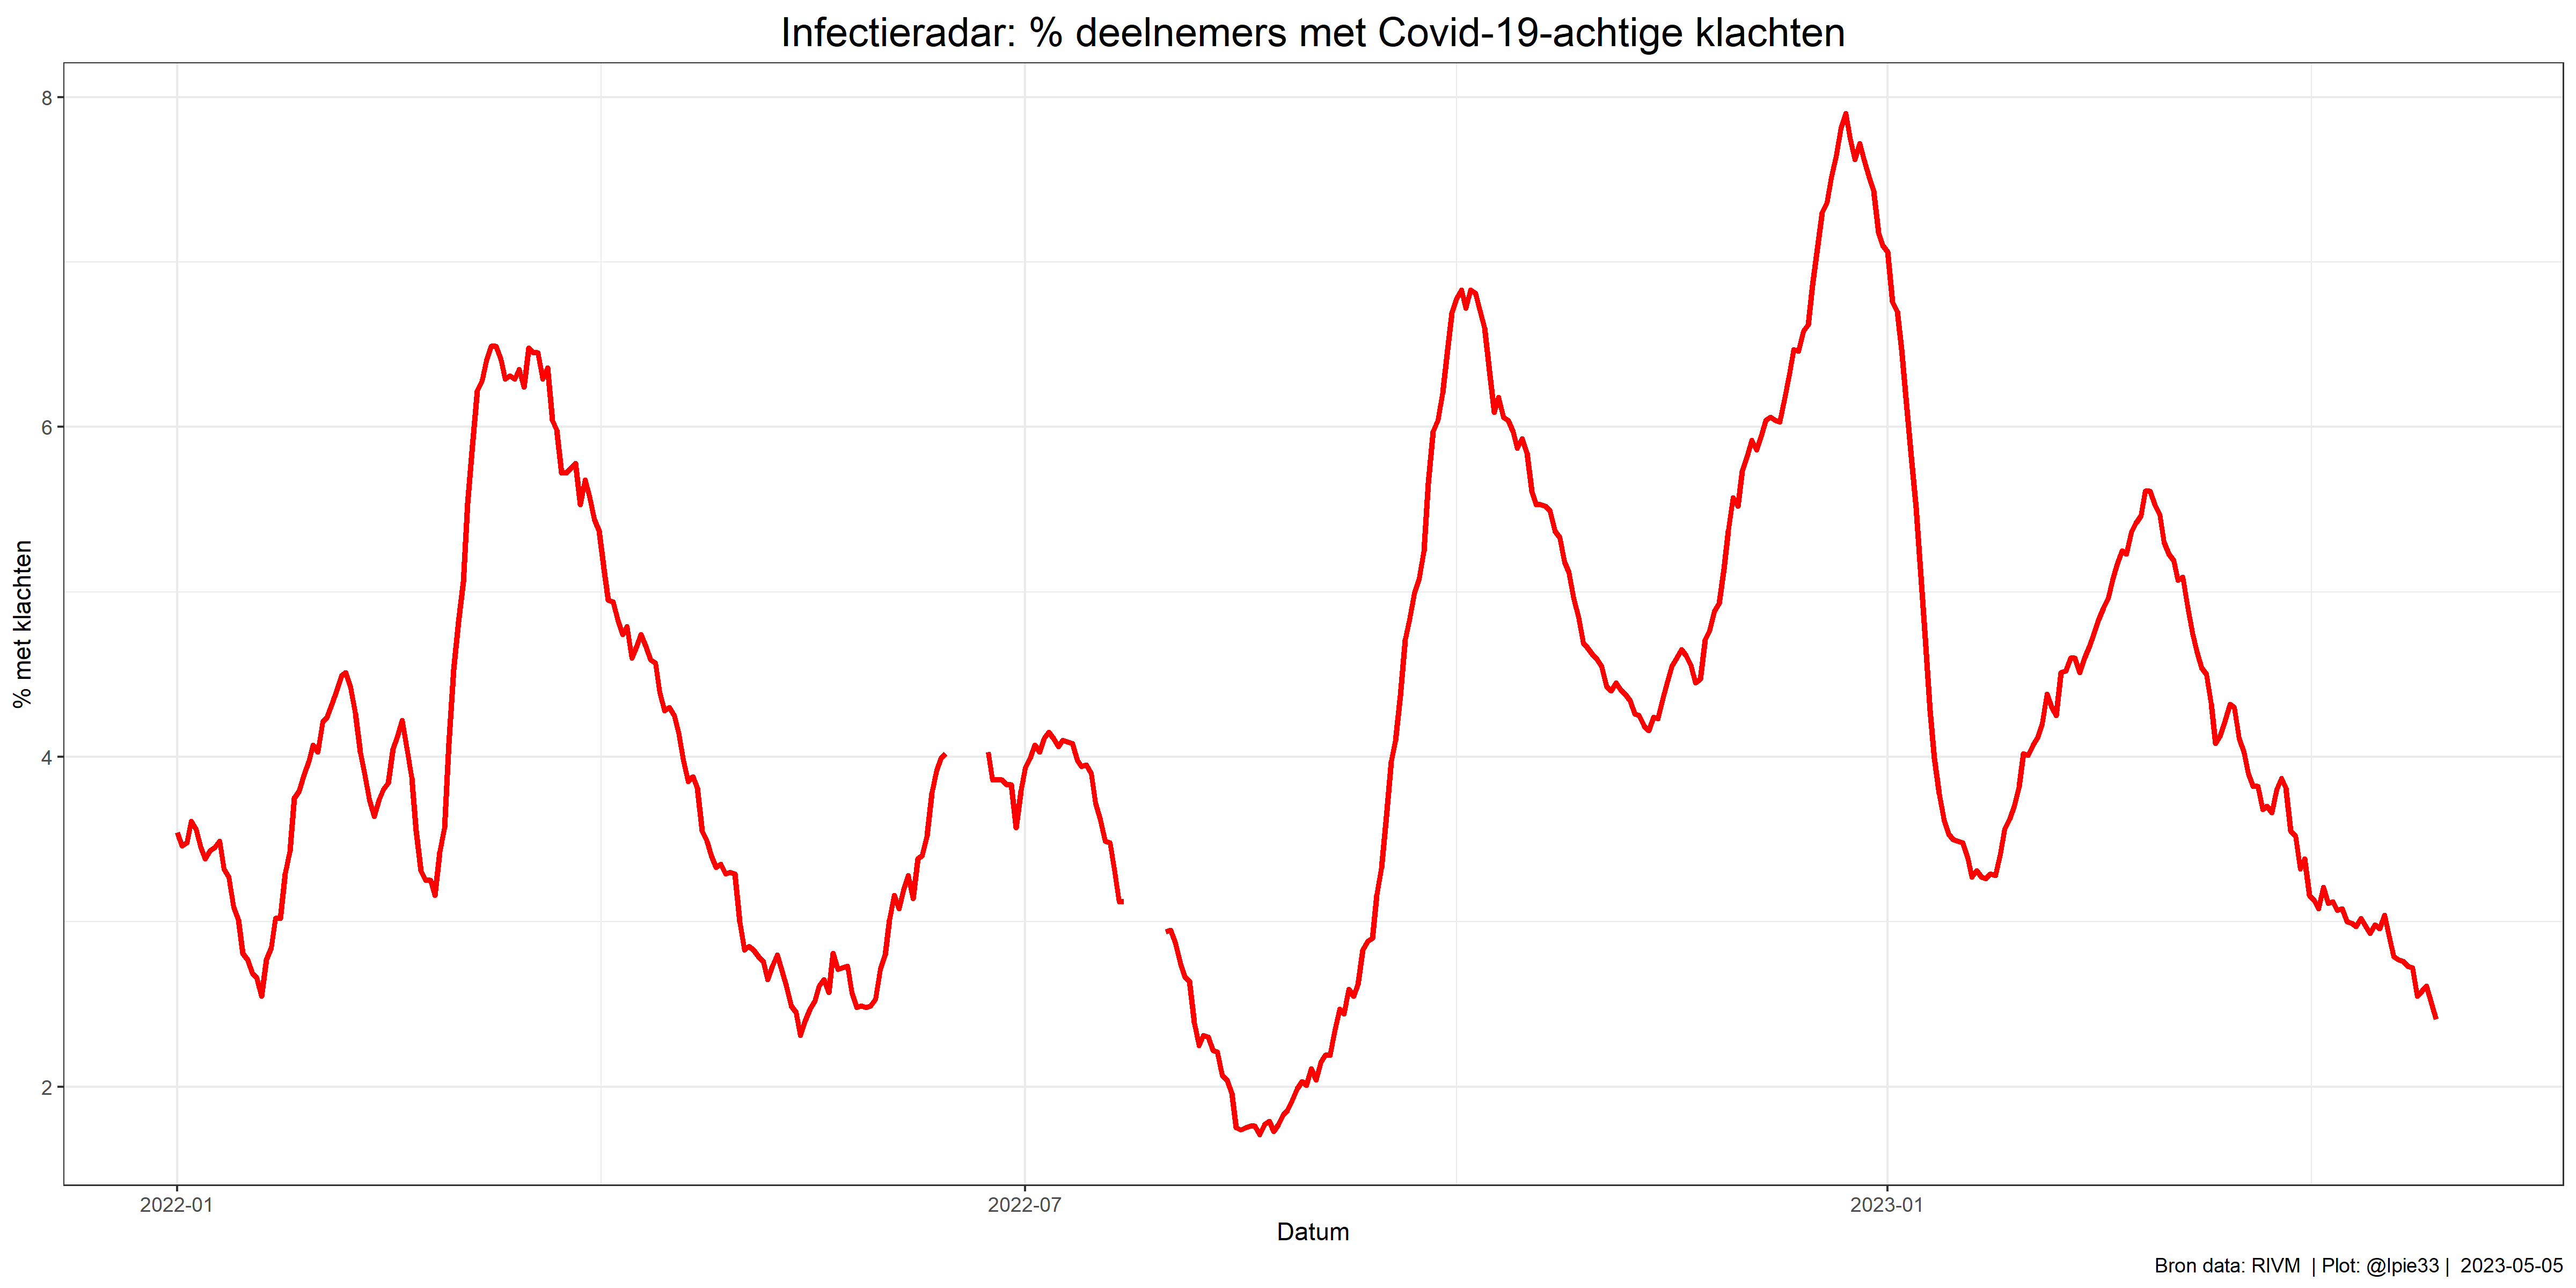 Infectieradar: % deelnemers met Covid-19-achtige klachten
8
6
4
2
% met klachten
2022-01
2022-07
2023-01
Datum
Bron data: RIVM | Plot: @lpie33 | 2023-05-05